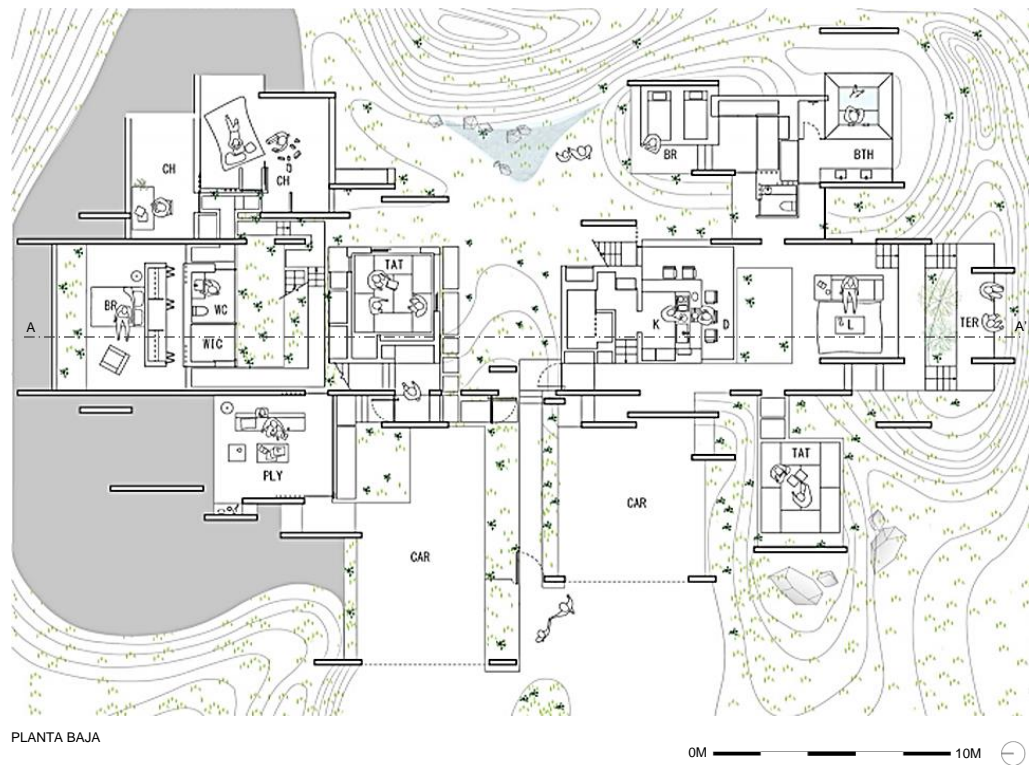 BR
BTH
CH
CH
TAT
BR
WC
K
D
L
TER
A
A'
WIC
PLY
TAT
CAR
CAR
PLANTA BAJA
0M 10M